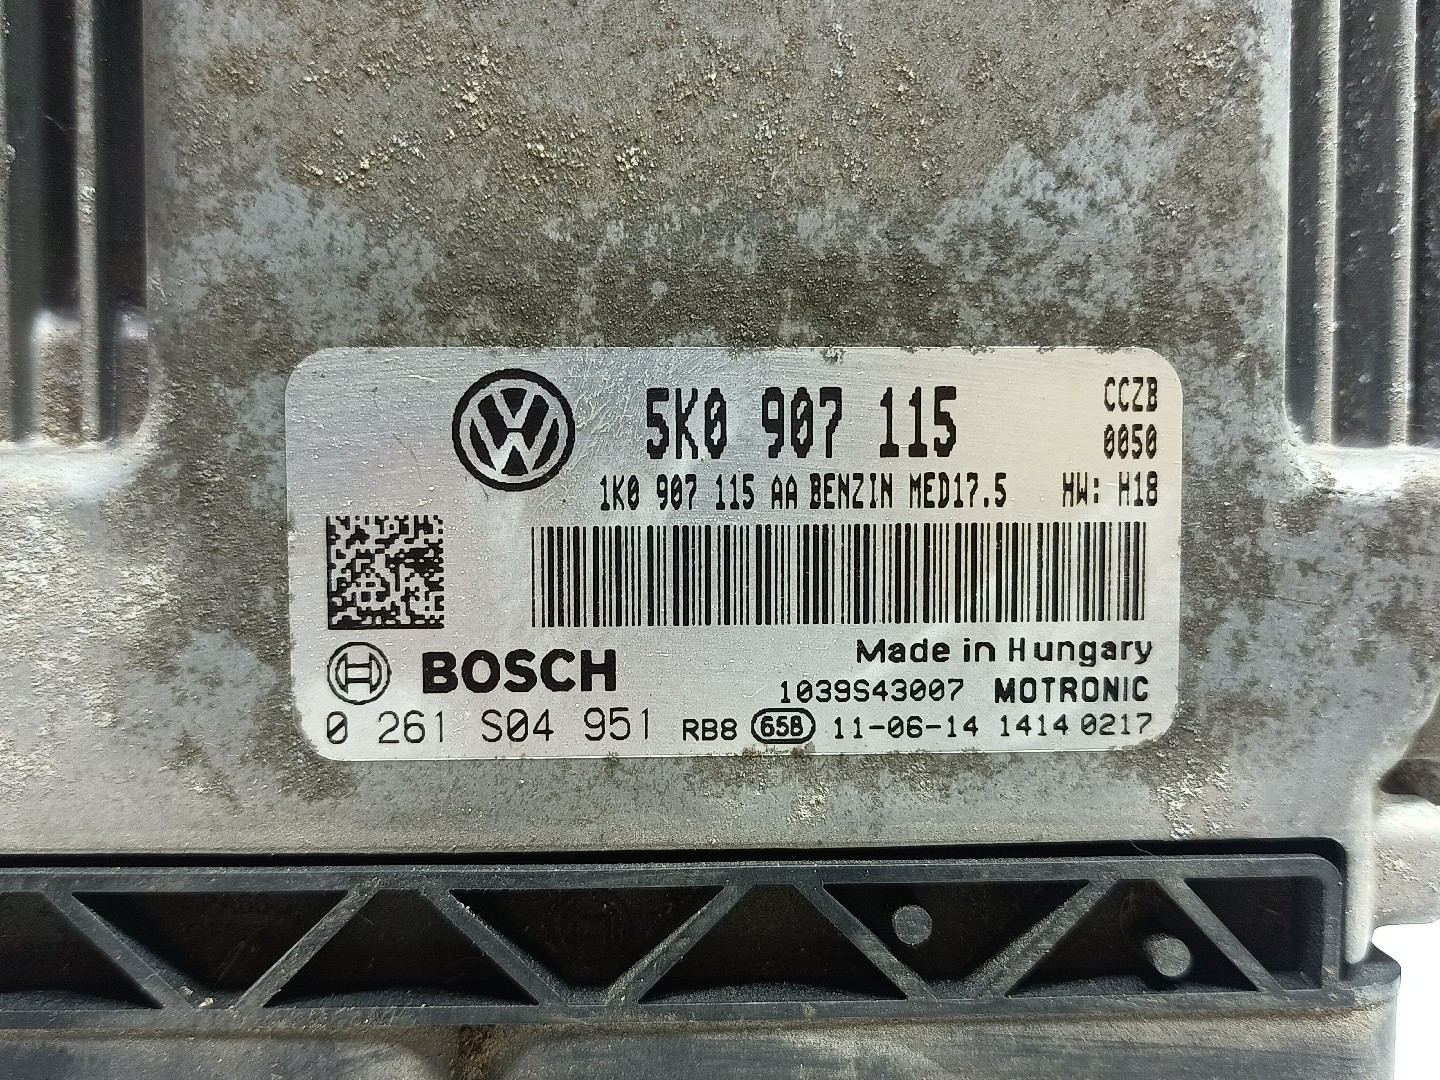 5K0 907 115
CCZB
0050
1K0 907 115 AA BENZIN MED17.5 HW: H18
Made in Hungary
BOSCH
1039S43007 MOTRONIC
0 261 S04 951 RB8 658 11-06-14 1414 0217